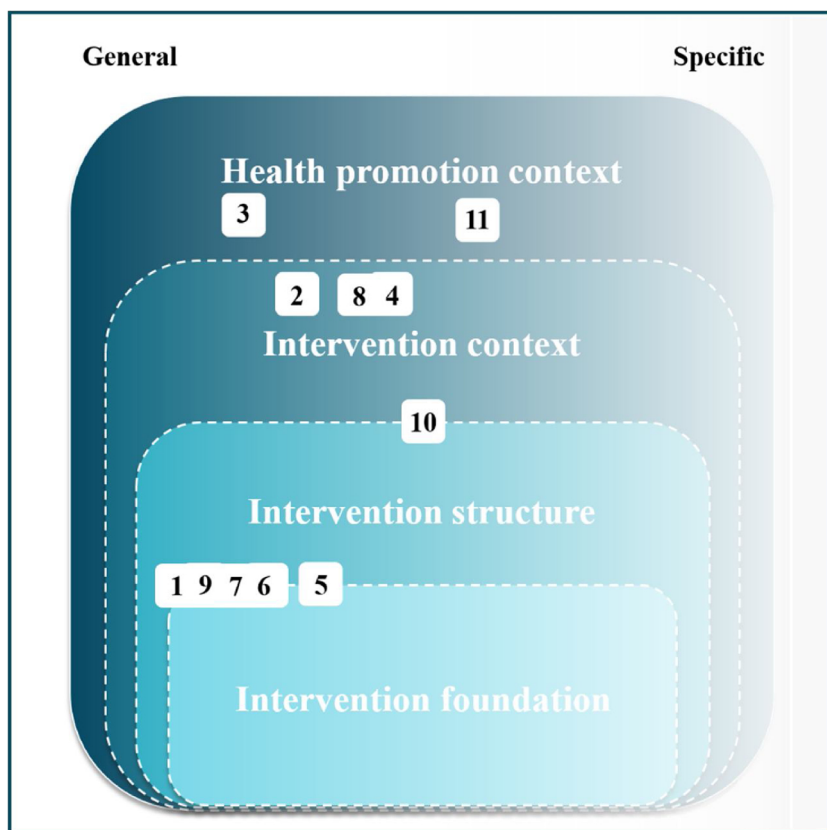 General Specific
Health promotion context
3 11
2 8 4
Intervention context
10
Intervention structure
1 9 7 6 5
Intervention foundation